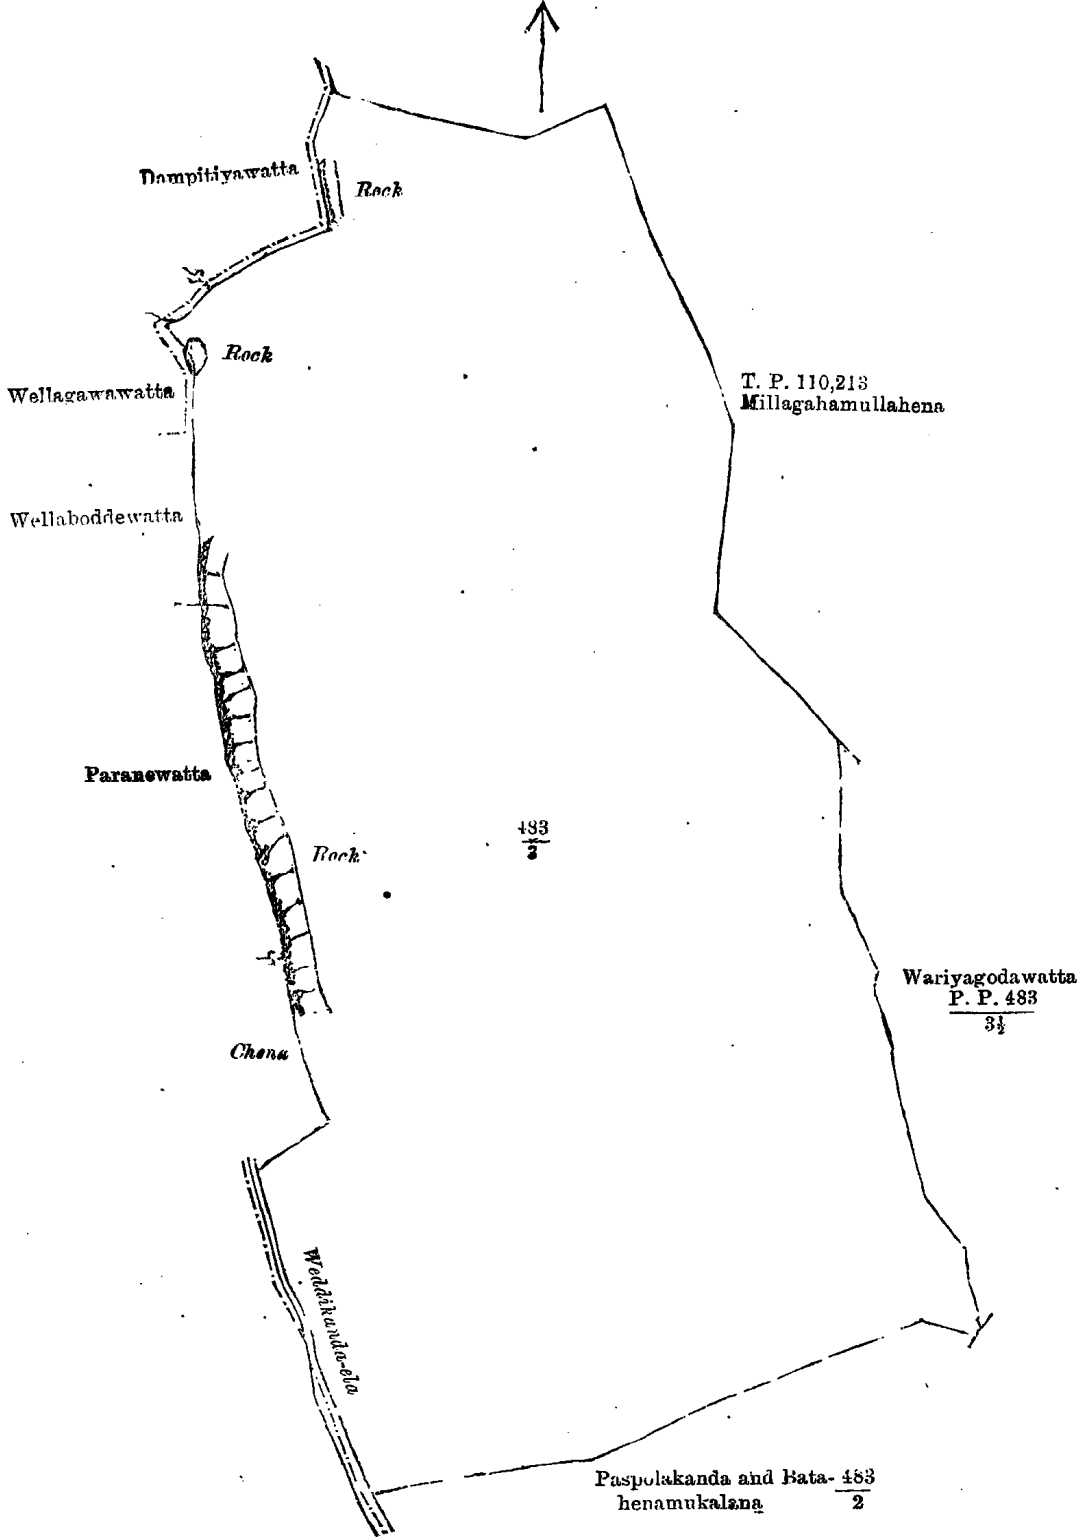 Dampitiyawatta
Rock
Rock
Wellagawawatta
T. P. 110,213
Millagahamullahena
Wellaboddewatta
Paranewatta
483
3
Rock
Wariyagodawatta
P. P. 483
3½
Chena
Weddikanda-ela
Paspolakanda and Bata- 483
henamukalana 2